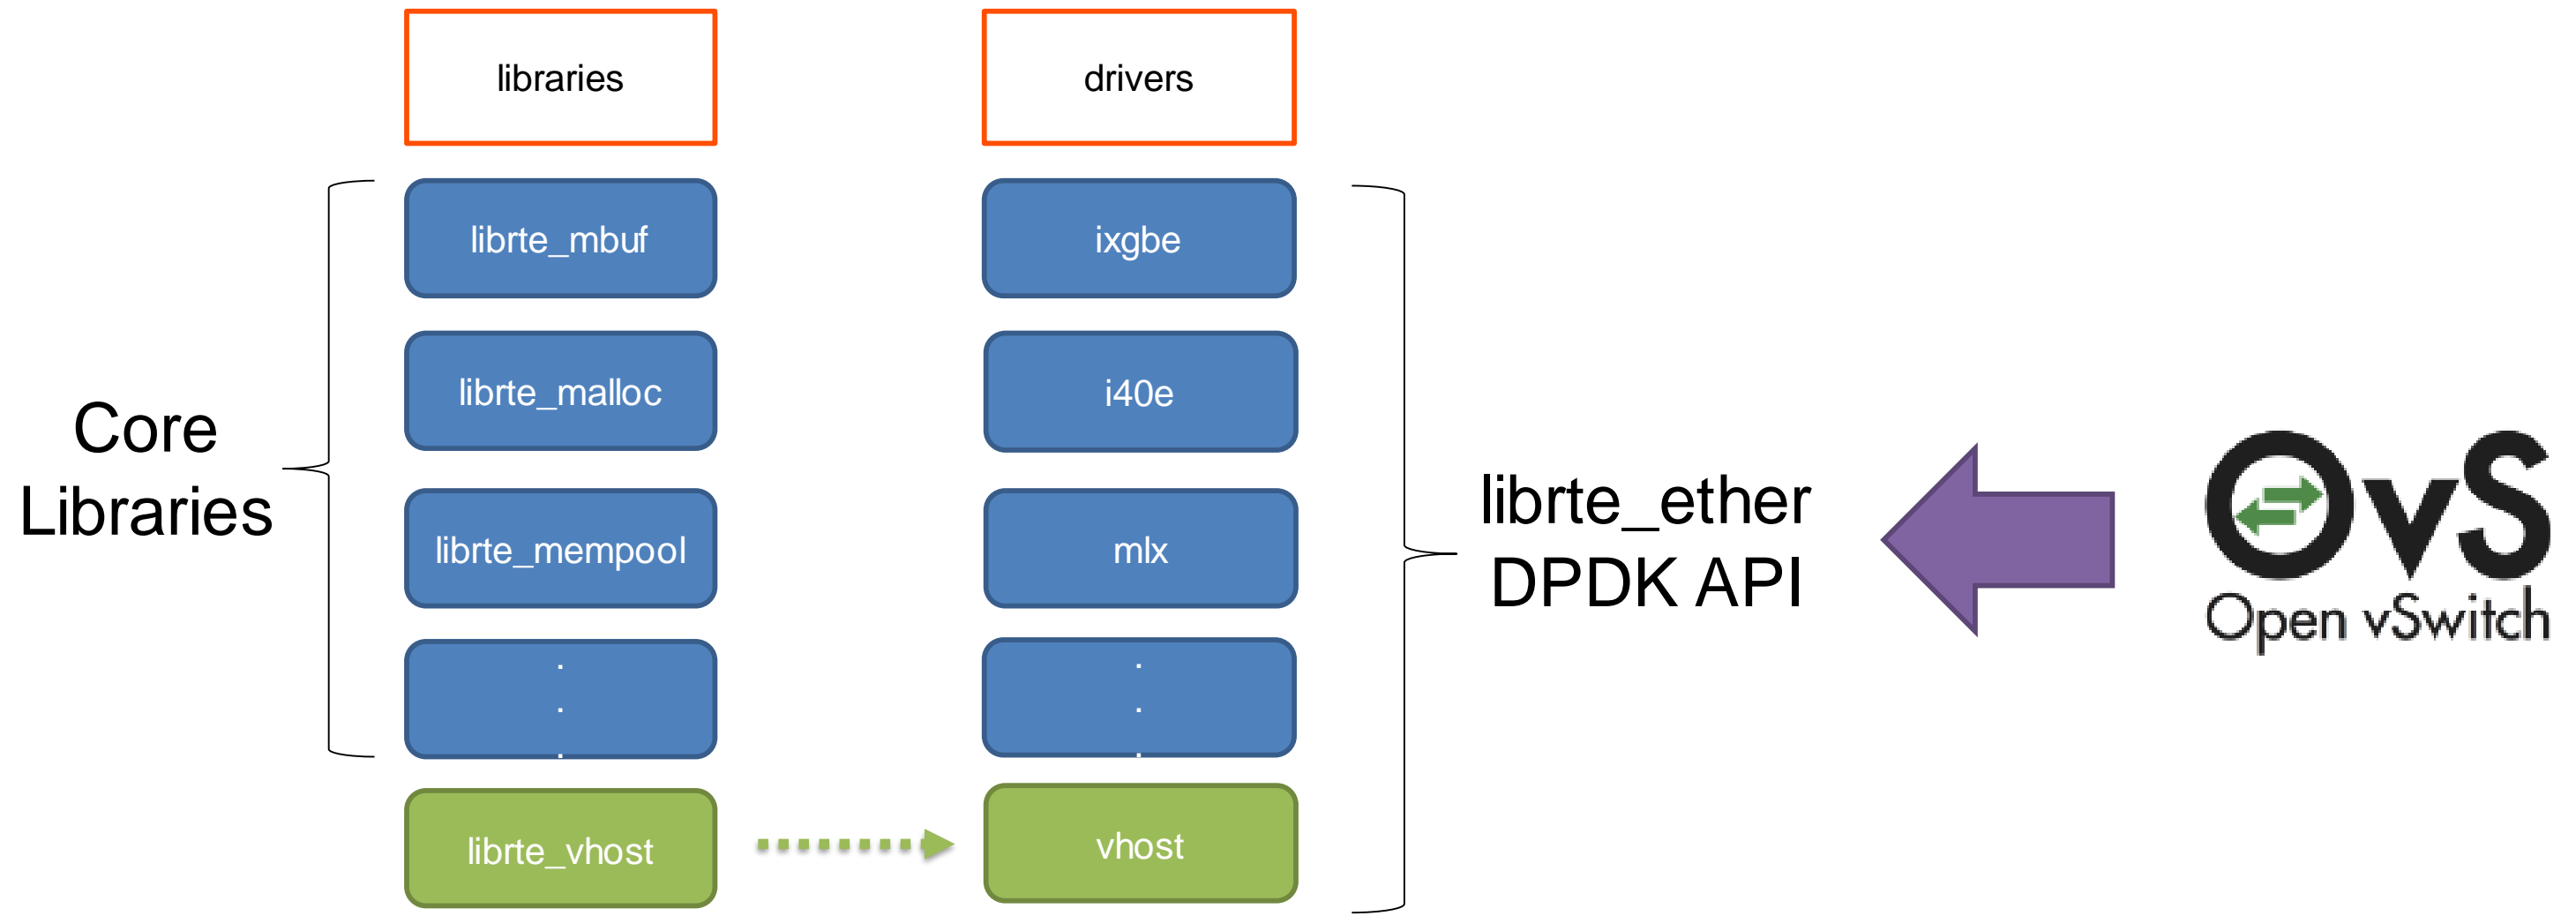 libraries
drivers
Core
Libraries
librte_mbuf
librte_malloc
librte_mempool
.
.
.
librte_vhost
ixgbe
i40e
mlx
.
.
.
vhost
librte_ether
DPDK API
OvS
Open vSwitch